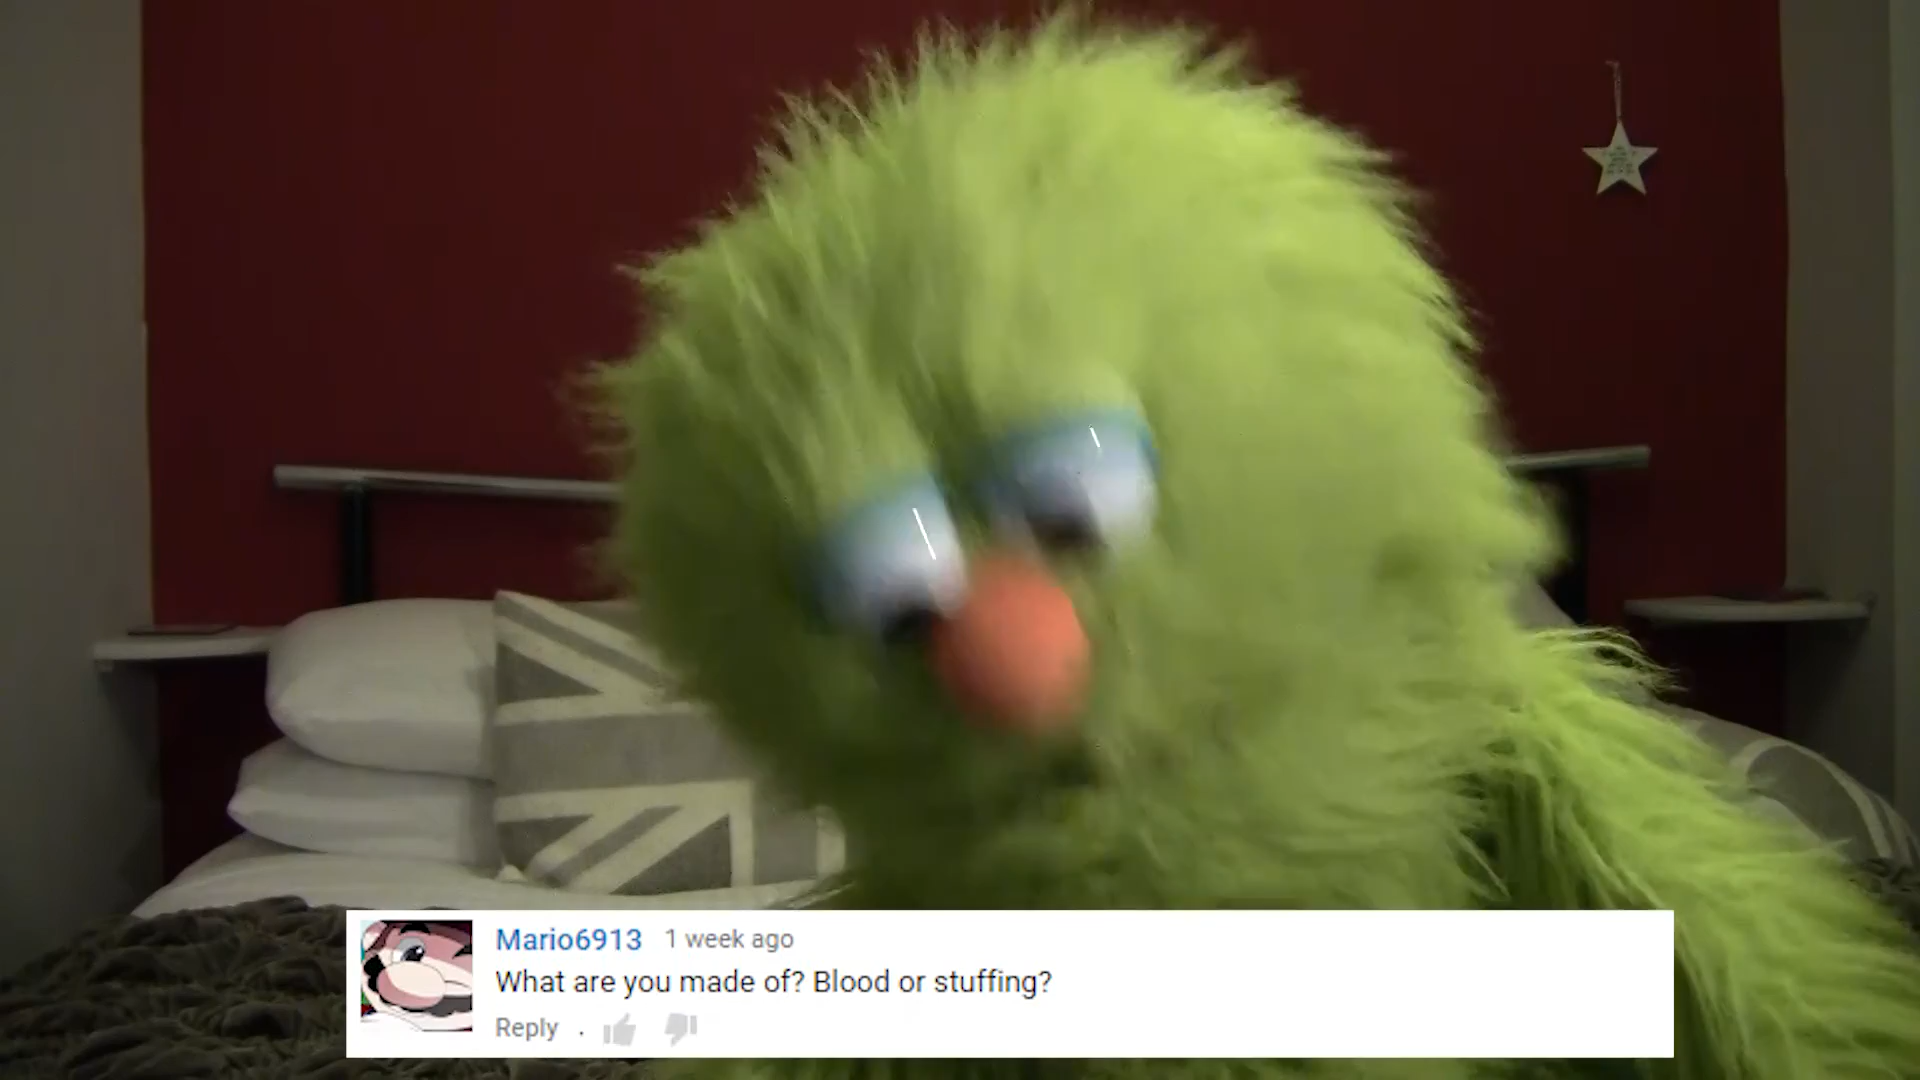 Mario6913 1 week ago
What are you made of? Blood or stuffing?
Reply .